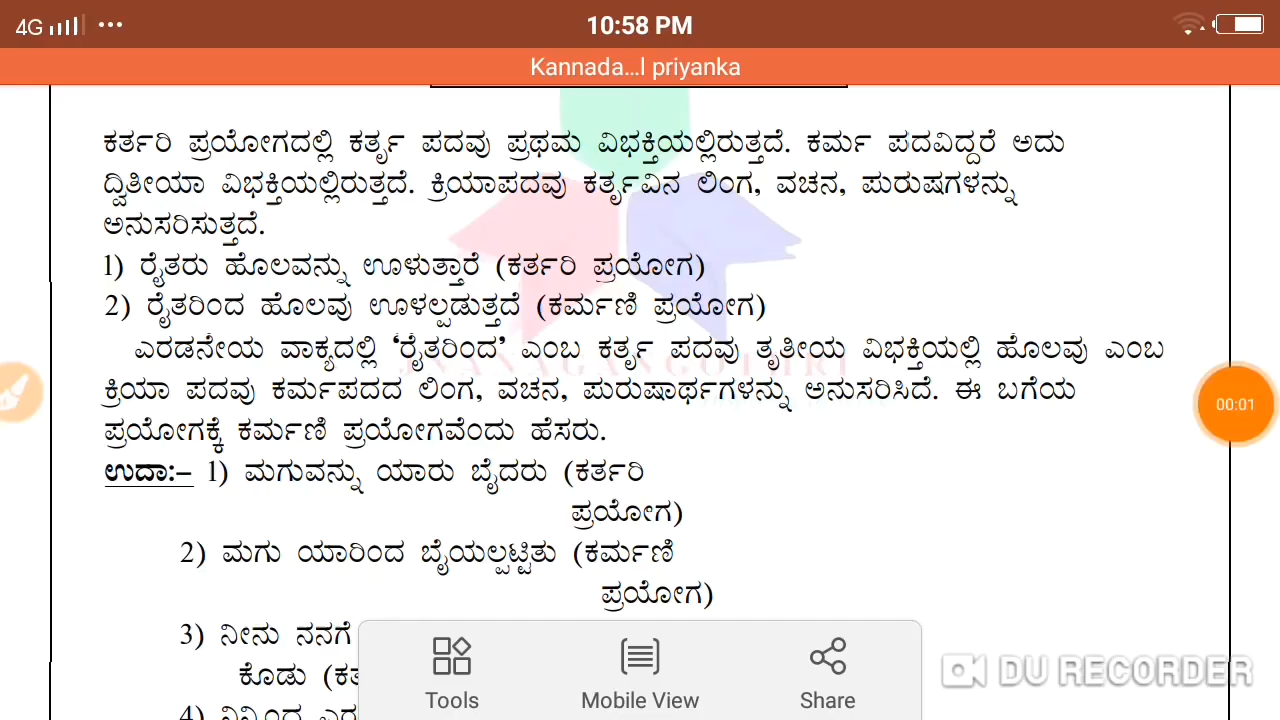 4G
10:58 PM
Kannada...l priyanka
ಕರ್ತರಿ ಪ್ರಯೋಗದಲ್ಲಿ ಕರ್ತೃ ಪದವು ಪ್ರಥಮ ವಿಭಕ್ತಿಯಲ್ಲಿರುತ್ತದೆ. ಕರ್ಮ ಪದವಿದ್ದರೆ ಅದು
ದ್ವಿತೀಯಾ ವಿಭಕ್ತಿಯಲ್ಲಿರುತ್ತದೆ. ಕ್ರಿಯಾಪದವು ಕರ್ತೃವಿನ ಲಿಂಗ, ವಚನ, ಪುರುಷಗಳನ್ನು
ಅನುಸರಿಸುತ್ತದೆ.
1) ರೈತರು ಹೊಲವನ್ನು ಊಳುತ್ತಾರೆ (ಕರ್ತರಿ ಪ್ರಯೋಗ)
2) ರೈತರಿಂದ ಹೊಲವು ಊಳಲ್ಪಡುತ್ತದೆ (ಕರ್ಮಣಿ ಪ್ರಯೋಗ)
ಎರಡನೇಯ ವಾಕ್ಯದಲ್ಲಿ ‘ರೈತರಿಂದ’ ಎಂಬ ಕರ್ತೃ ಪದವು ತೃತೀಯ ವಿಭಕ್ತಿಯಲ್ಲಿ ಹೊಲವು ಎಂಬ
JNANAGANGOTHRI
ಕ್ರಿಯಾ ಪದವು ಕರ್ಮಪದದ ಲಿಂಗ, ವಚನ, ಪುರುಷಾರ್ಥಗಳನ್ನು ಅನುಸರಿಸಿದೆ. ಈ ಬಗೆಯ
00:01
ಪ್ರಯೋಗಕ್ಕೆ ಕರ್ಮಣಿ ಪ್ರಯೋಗವೆಂದು ಹೆಸರು.
ಉದಾ:– 1) ಮಗುವನ್ನು ಯಾರು ಬೈದರು (ಕರ್ತರಿ
ಪ್ರಯೋಗ)
2) ಮಗು ಯಾರಿಂದ ಬೈಯಲ್ಪಟ್ಟಿತು (ಕರ್ಮಣಿ
ಪ್ರಯೋಗ)
3) ನೀನು ನನಗೆ
ಕೊಡು
4)
Tools
Mobile View
Share
DU RECORDER